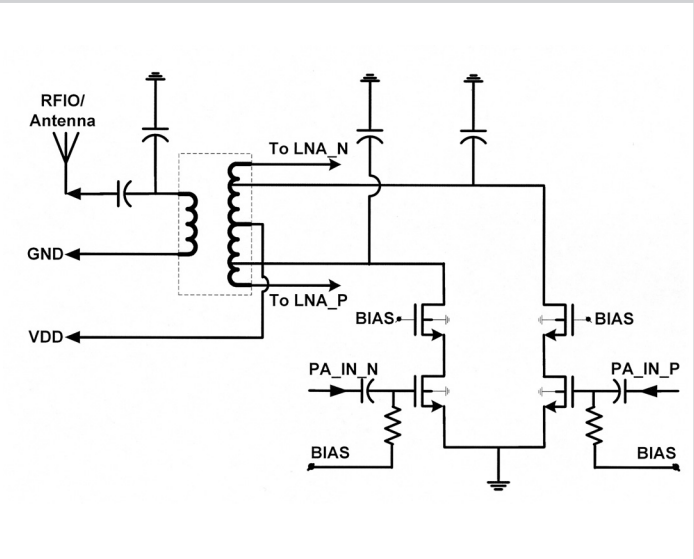 RFIO/
Antenna
To LNA_N
GND
To LNA_P
VDD
BIAS
BIAS
PA_IN_N
PA_IN_P
BIAS
BIAS